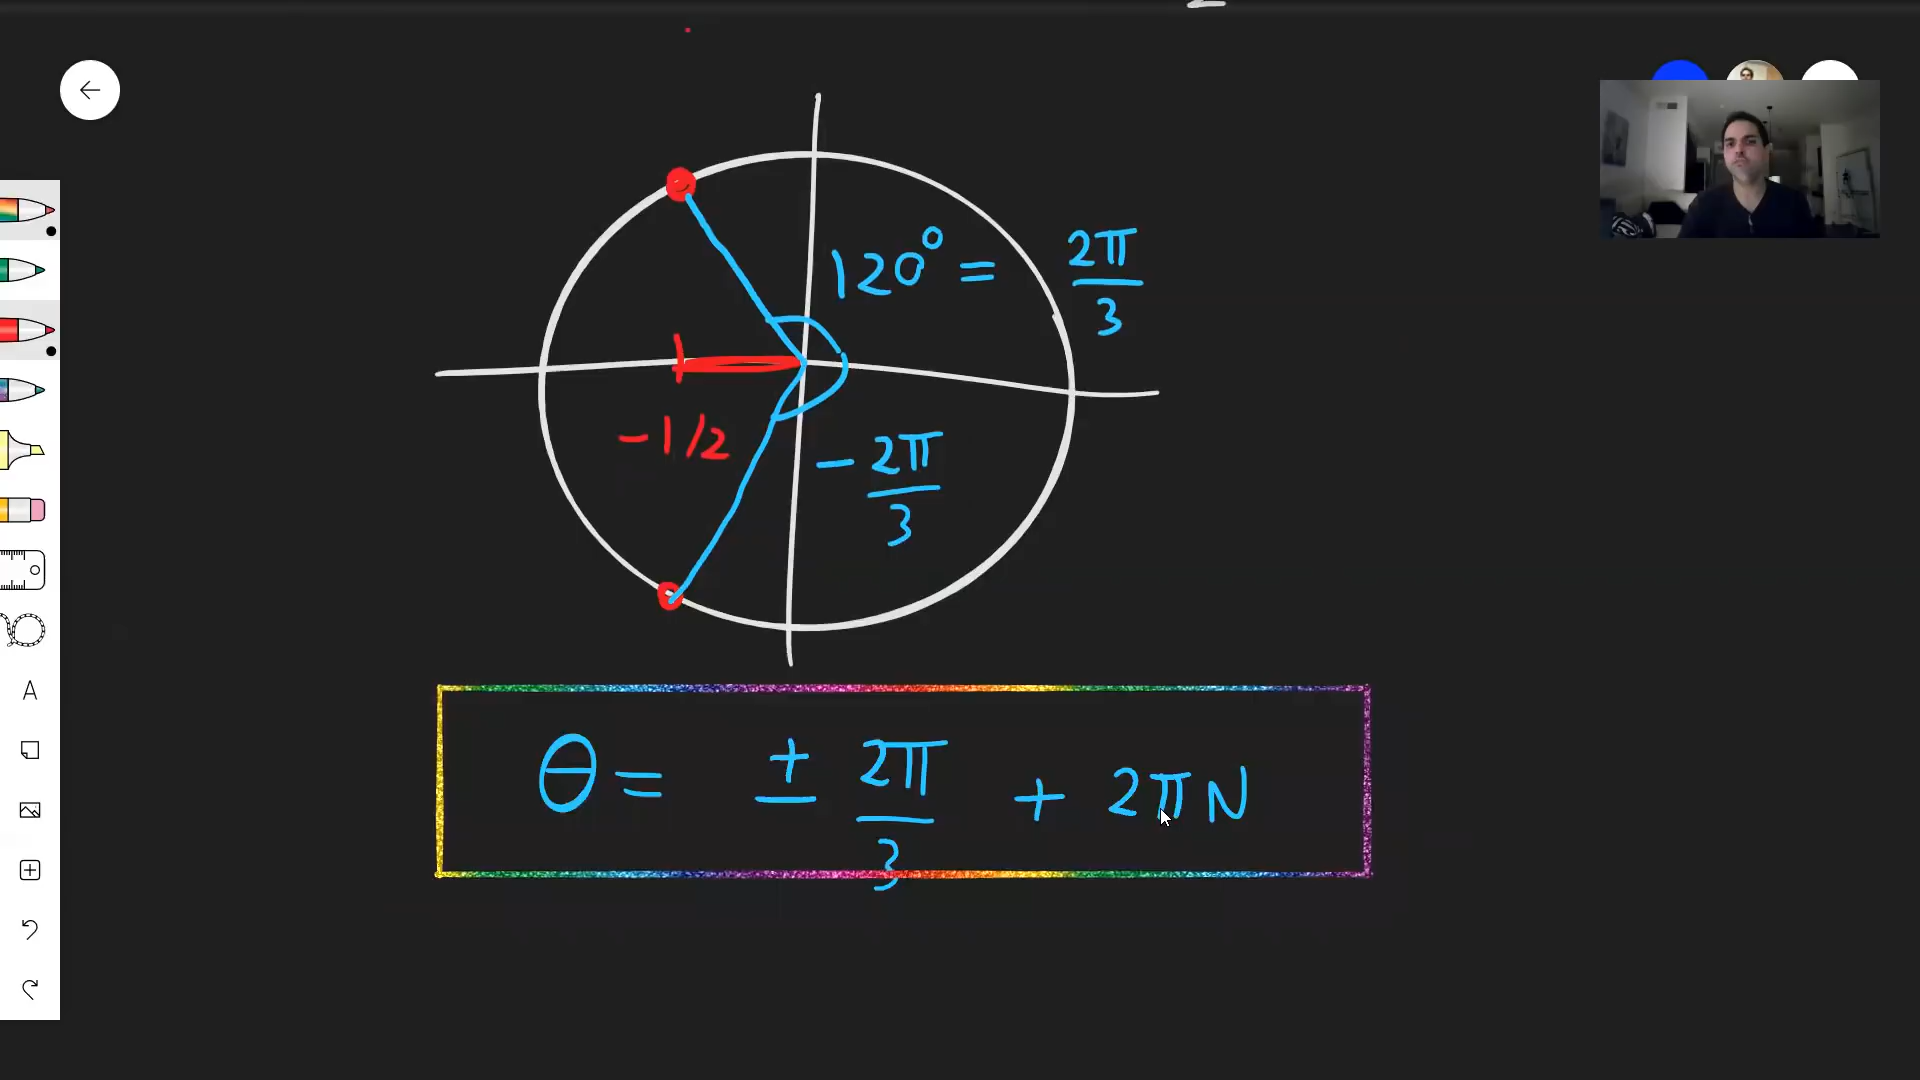 120° = 2π/3
-1/2
- 2π/3
θ = ± 2π/3 + 2πN
A